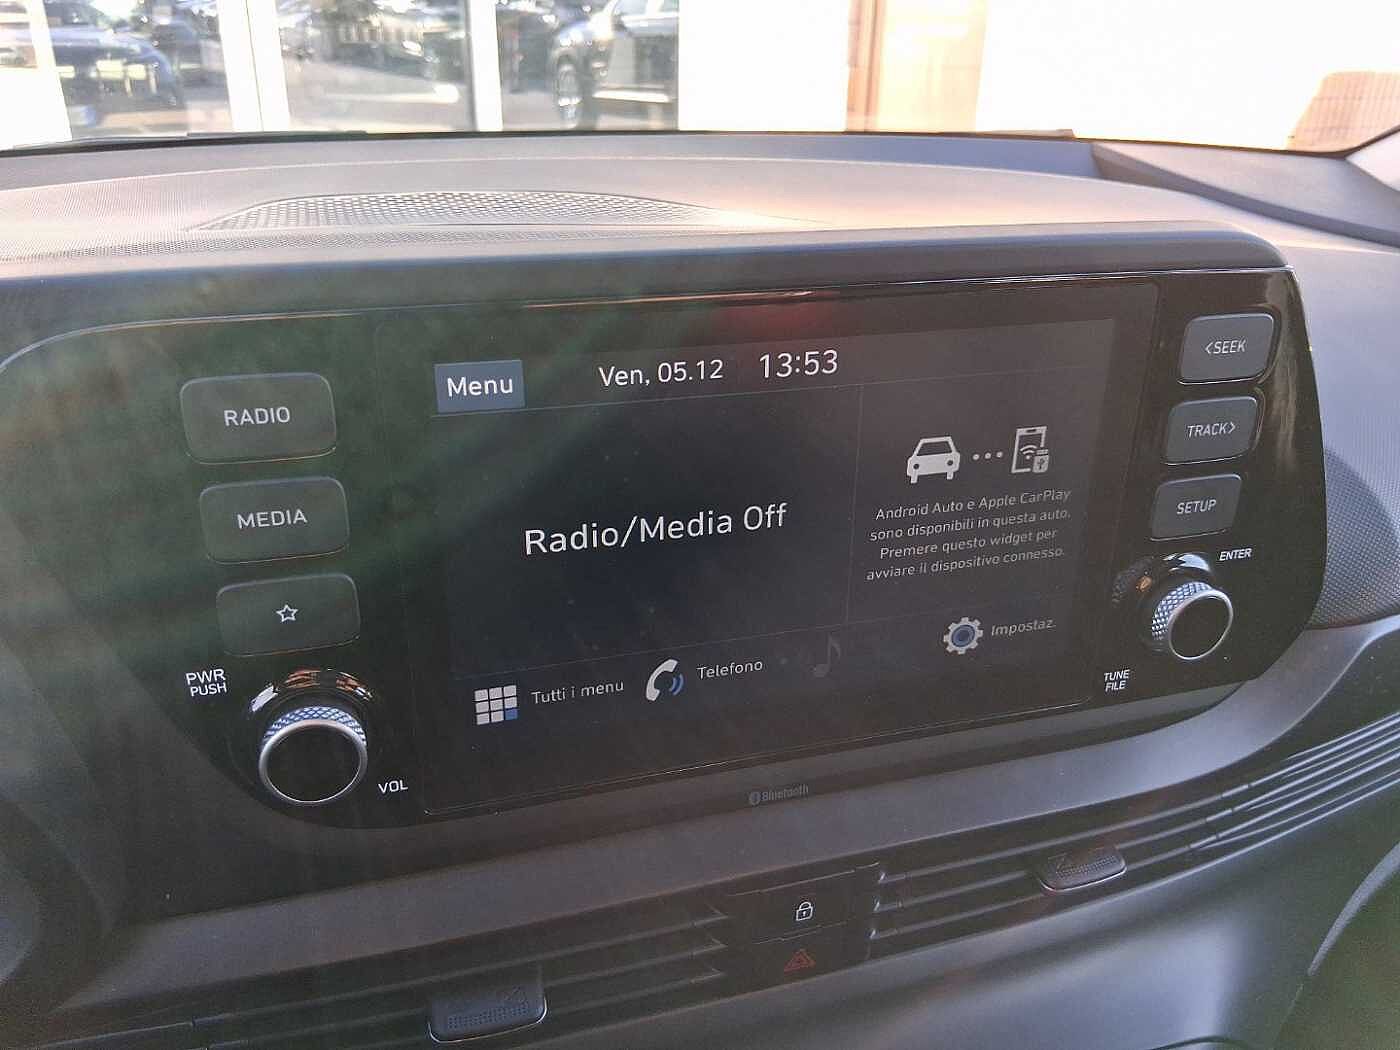 Menu
Ven, 05.12
13:53
<SEEK
RADIO
TRACK>
MEDIA
Radio/Media Off
Android Auto e Apple CarPlay
sono disponibili in questa auto.
Premere questo widget per
avviare il dispositivo connesso.
SETUP
ENTER
PWR
PUSH
Tutti i menu
Telefono
Impostaz.
TUNE
FILE
VOL
Bluetooth